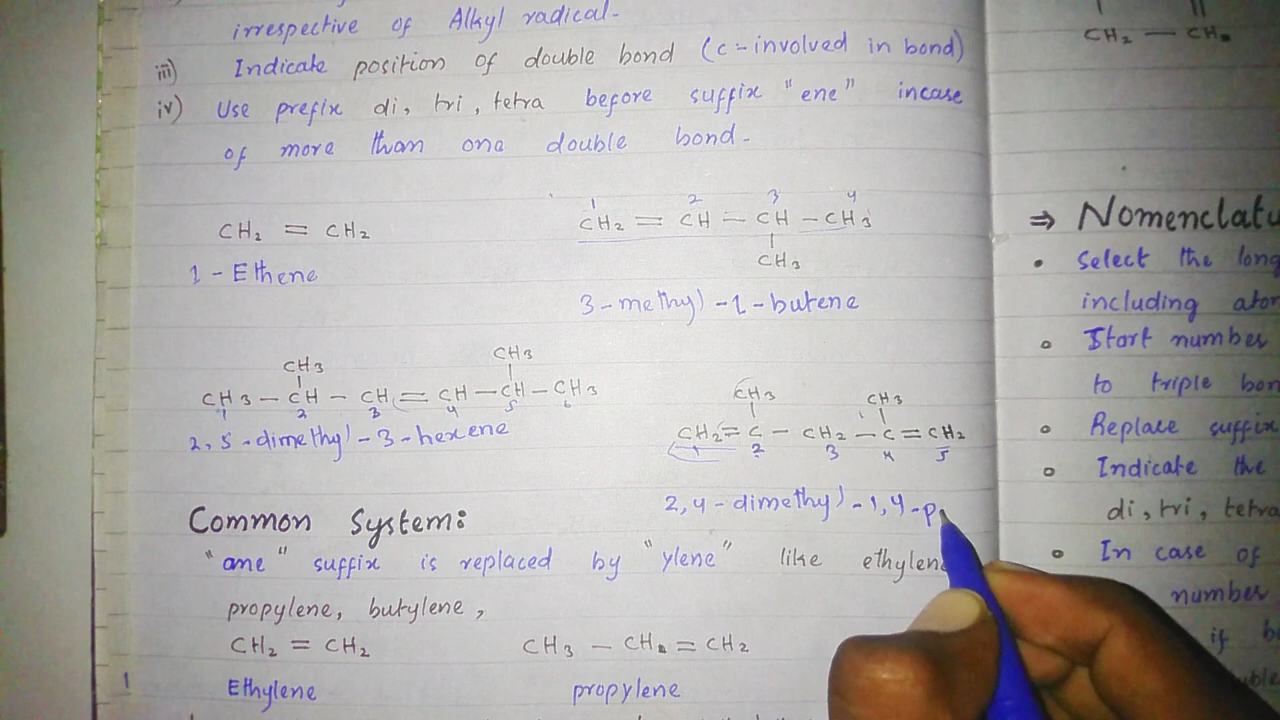 irrespective of Alkyl radical.
iii) Indicate position of double bond (c-involved in bond)
iv) Use prefix di, tri, tetra before suffix "ene" incase
of more than one double bond.
CH2 = CH2
1 - Ethene
1 2 3 4
CH2 = CH - CH - CH3
CH3
3-methyl-1-butene
CH3 CH3
CH3 - CH - CH = CH - CH - CH3
1 2 3 4 5 6
2,5-dimethyl-3-hexene
CH3 CH3
CH2 = C - CH2 - C = CH2
1 2 3 4 5
2,4-dimethyl-1,4-p
Common System:
"ane" suffix is replaced by "ylene" like ethylen
propylene, butylene,
CH2 = CH2
Ethylene
CH3 - CH = CH2
propylene
CH2 - CH
⇒ Nomenclatu
• Select the long
including ator
• Start number
to triple bon
• Replace suffix
• Indicate the
di, tri, tetra
• In case of
number
if b
uble